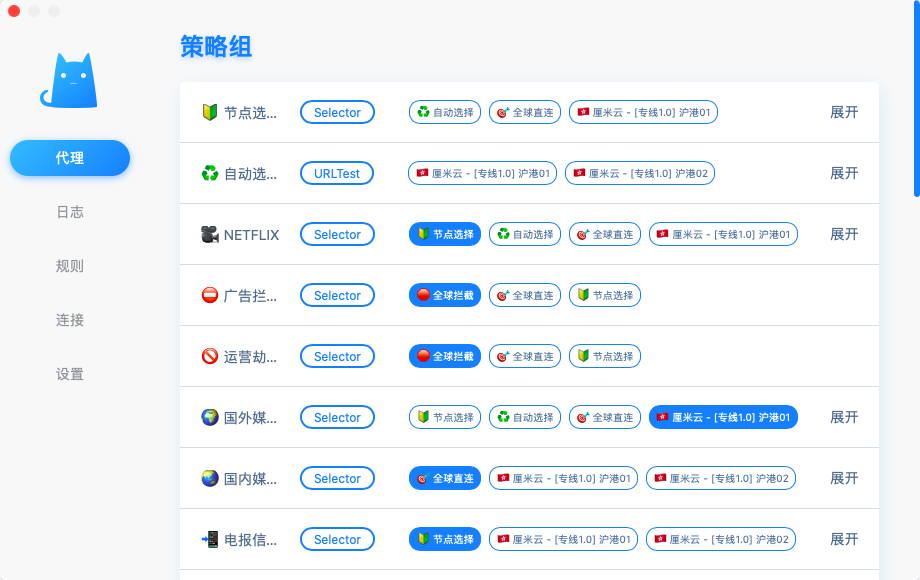 策略组
代理
日志
规则
连接
设置
节点选... Selector 自动选择 全球直连 厘米云 - [专线1.0] 沪港01 展开
自动选... URLTest 厘米云 - [专线1.0] 沪港01 厘米云 - [专线1.0] 沪港02 展开
NETFLIX Selector 节点选择 自动选择 全球直连 厘米云 - [专线1.0] 沪港01 展开
广告拦... Selector 全球拦截 全球直连 节点选择
运营劫... Selector 全球拦截 全球直连 节点选择
国外媒... Selector 节点选择 自动选择 全球直连 厘米云 - [专线1.0] 沪港01 展开
国内媒... Selector 全球直连 厘米云 - [专线1.0] 沪港01 厘米云 - [专线1.0] 沪港02 展开
电报信... Selector 节点选择 厘米云 - [专线1.0] 沪港01 厘米云 - [专线1.0] 沪港02 展开